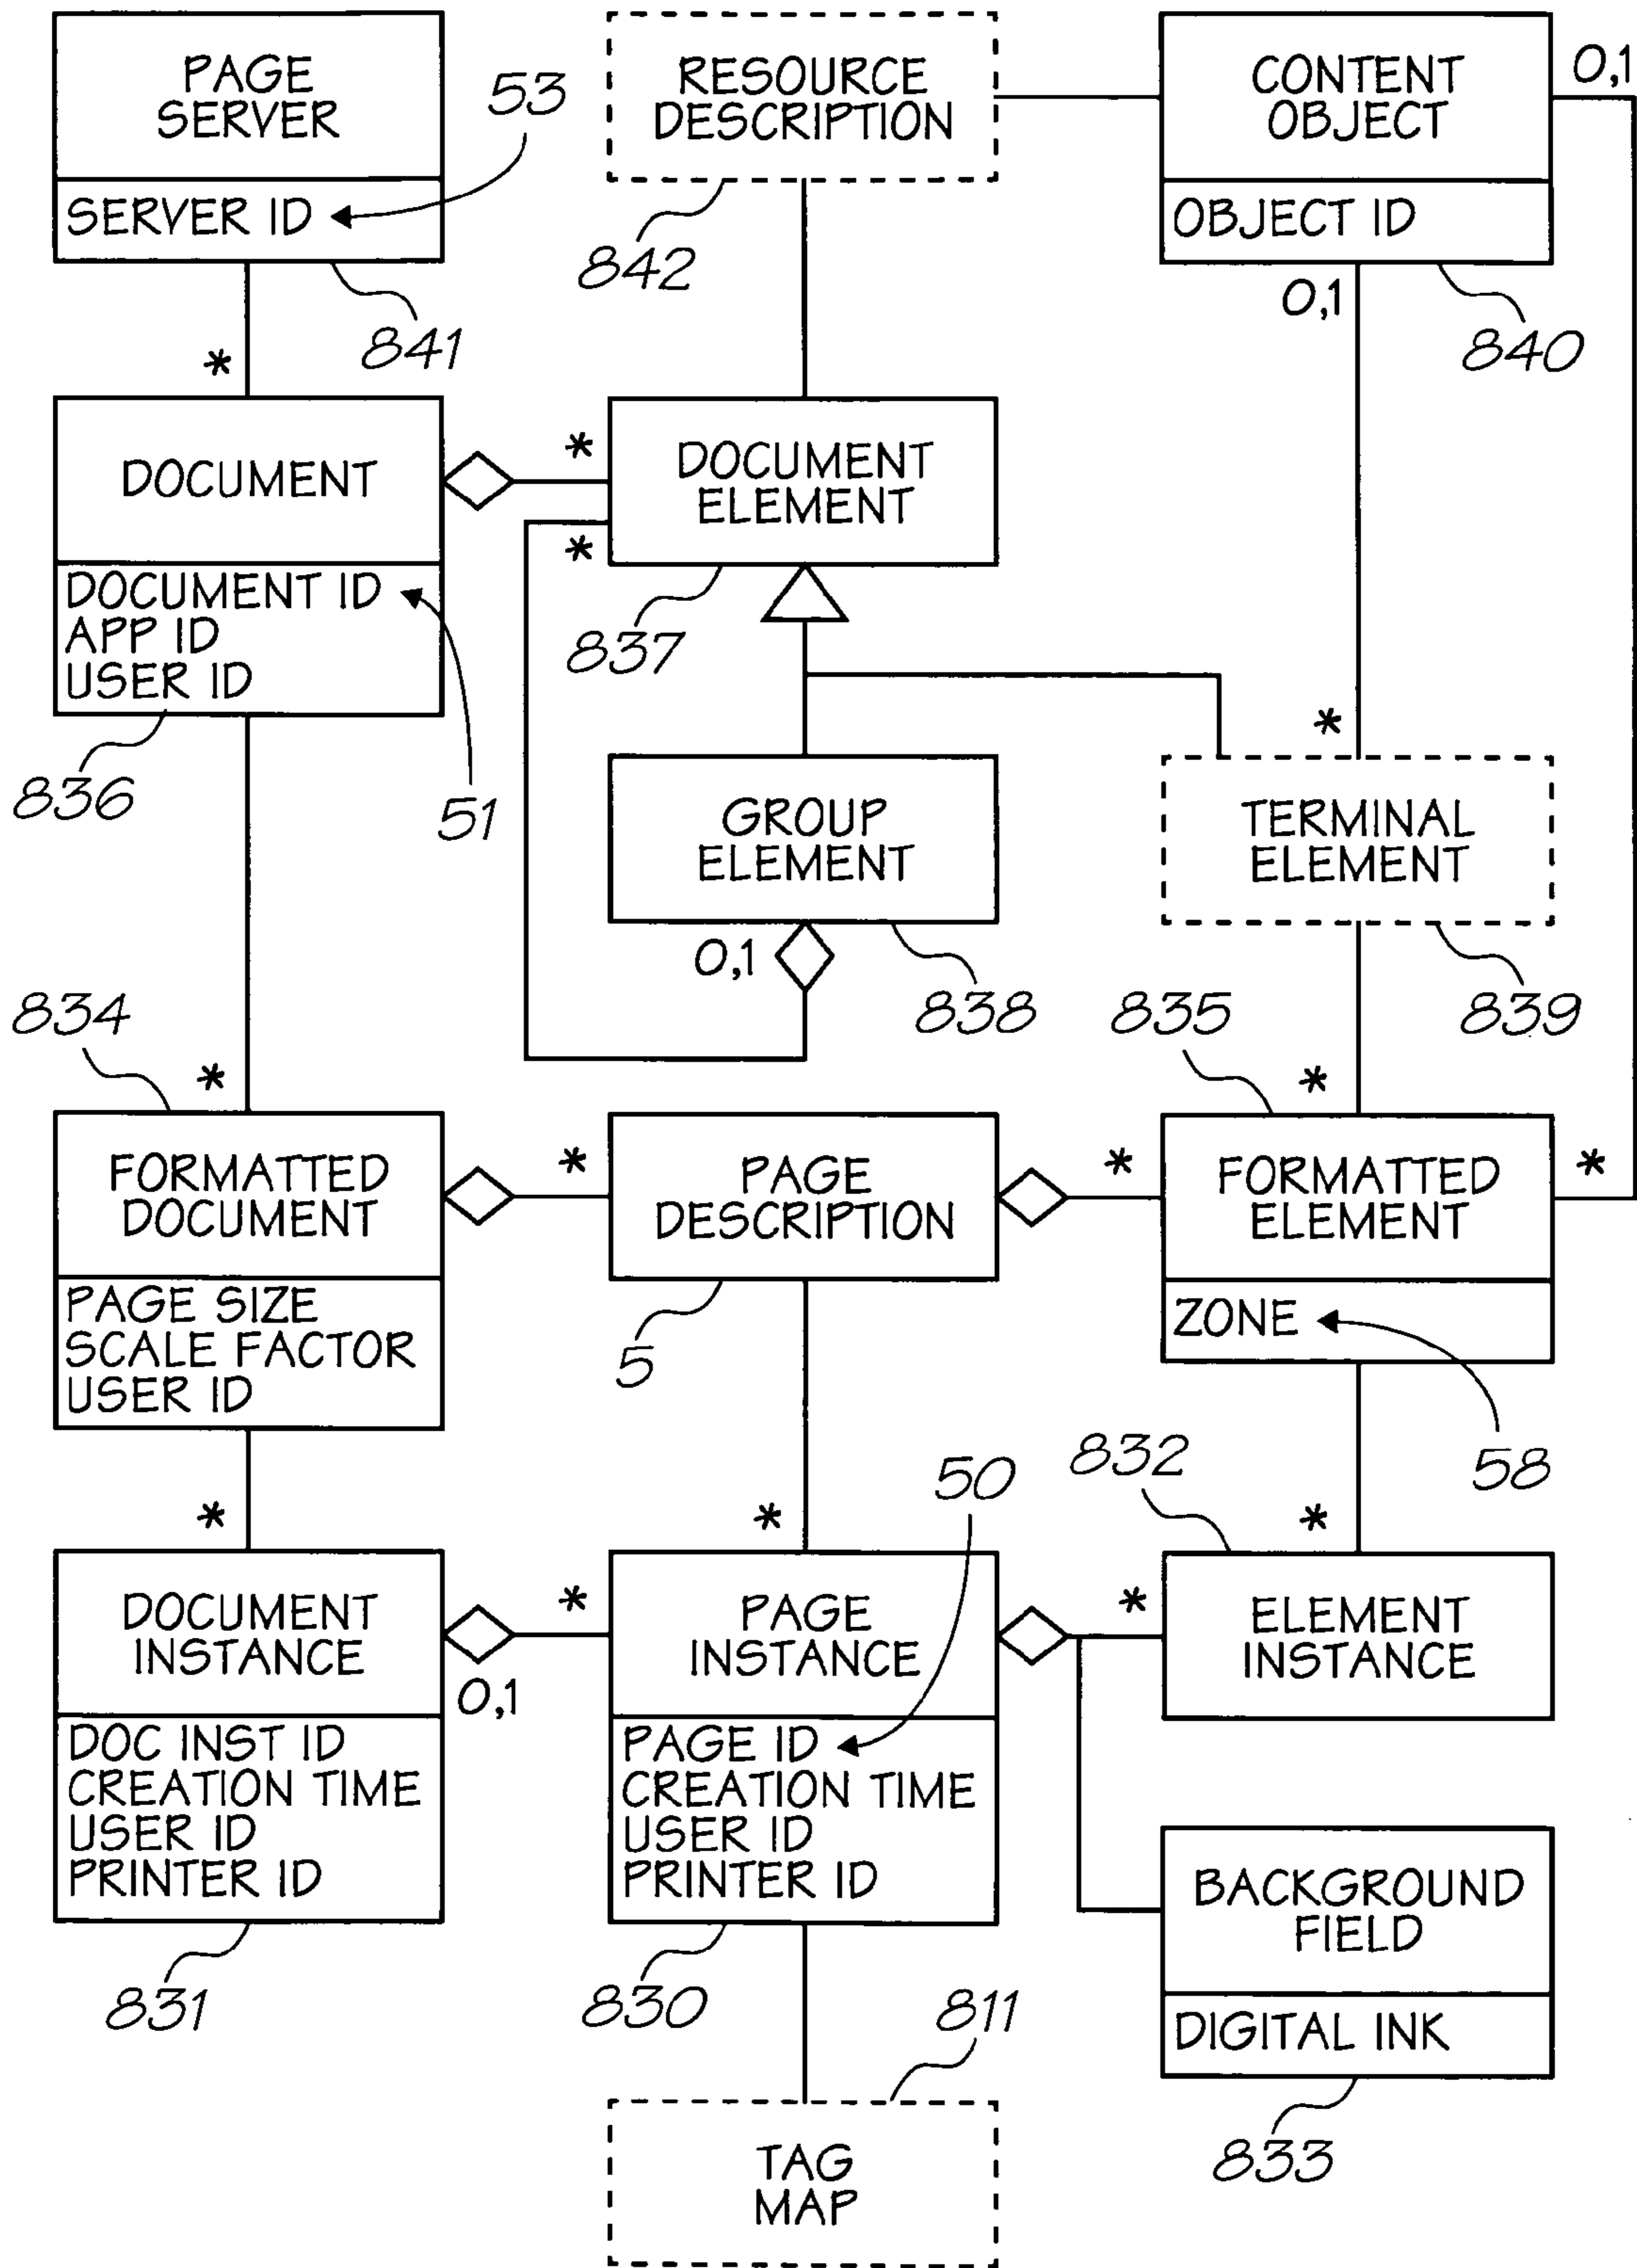 PAGE
SERVER
SERVER ID
53
841
RESOURCE
DESCRIPTION
842
CONTENT
OBJECT
OBJECT ID
0,1
0,1
840
*
DOCUMENT
DOCUMENT ID
APP ID
USER ID
836
51
*
*
DOCUMENT
ELEMENT
837
GROUP
ELEMENT
0,1
838
*
TERMINAL
ELEMENT
839
834
*
FORMATTED
DOCUMENT
PAGE SIZE
SCALE FACTOR
USER ID
*
PAGE
DESCRIPTION
5
835
*
*
*
FORMATTED
ELEMENT
ZONE
58
*
DOCUMENT
INSTANCE
0,1
DOC INST ID
CREATION TIME
USER ID
PRINTER ID
831
*
*
50
PAGE
INSTANCE
PAGE ID
CREATION TIME
USER ID
PRINTER ID
830
832
*
*
ELEMENT
INSTANCE
BACKGROUND
FIELD
DIGITAL INK
833
811
TAG
MAP